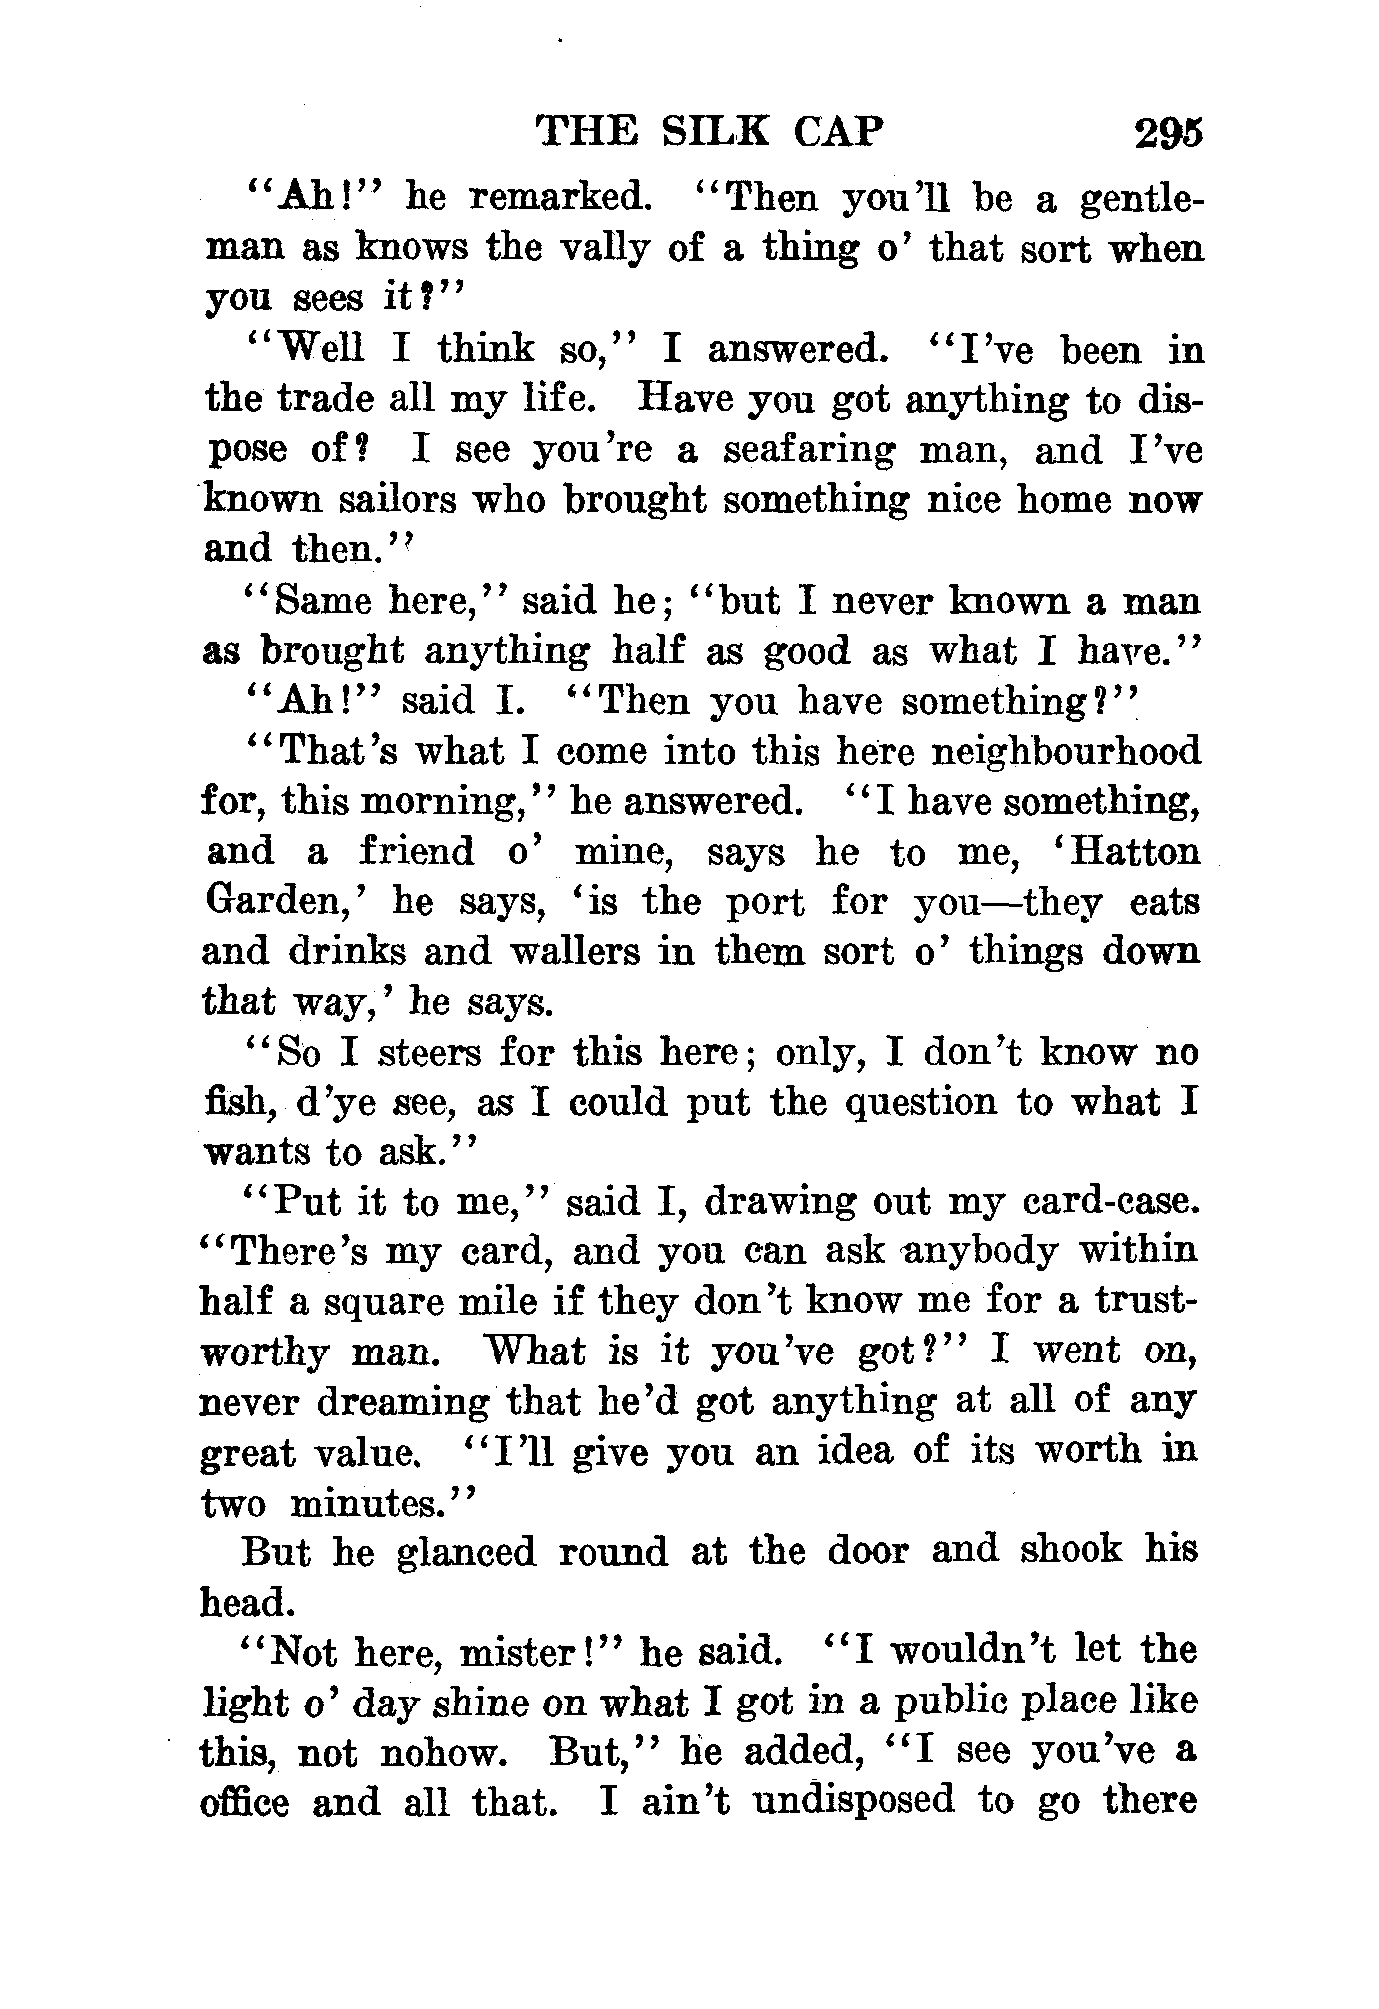 THE SILK CAP 295
"Ah!" he remarked. "Then you'll be a gentle-
man as knows the vally of a thing o' that sort when
you sees it?"
"Well I think so," I answered. "I've been in
the trade all my life. Have you got anything to dis-
pose of? I see you're a seafaring man, and I've
known sailors who brought something nice home now
and then."
"Same here," said he; "but I never known a man
as brought anything half as good as what I have."
"Ah!" said I. "Then you have something?"
"That's what I come into this here neighbourhood
for, this morning," he answered. "I have something,
and a friend o' mine, says he to me, 'Hatton
Garden,' he says, 'is the port for you—they eats
and drinks and wallers in them sort o' things down
that way,' he says.
"So I steers for this here; only, I don't know no
fish, d'ye see, as I could put the question to what I
wants to ask."
"Put it to me," said I, drawing out my card-case.
"There's my card, and you can ask anybody within
half a square mile if they don't know me for a trust-
worthy man. What is it you've got?" I went on,
never dreaming that he'd got anything at all of any
great value. "I'll give you an idea of its worth in
two minutes."
But he glanced round at the door and shook his
head.
"Not here, mister!" he said. "I wouldn't let the
light o' day shine on what I got in a public place like
this, not nohow. But," he added, "I see you've a
office and all that. I ain't undisposed to go there